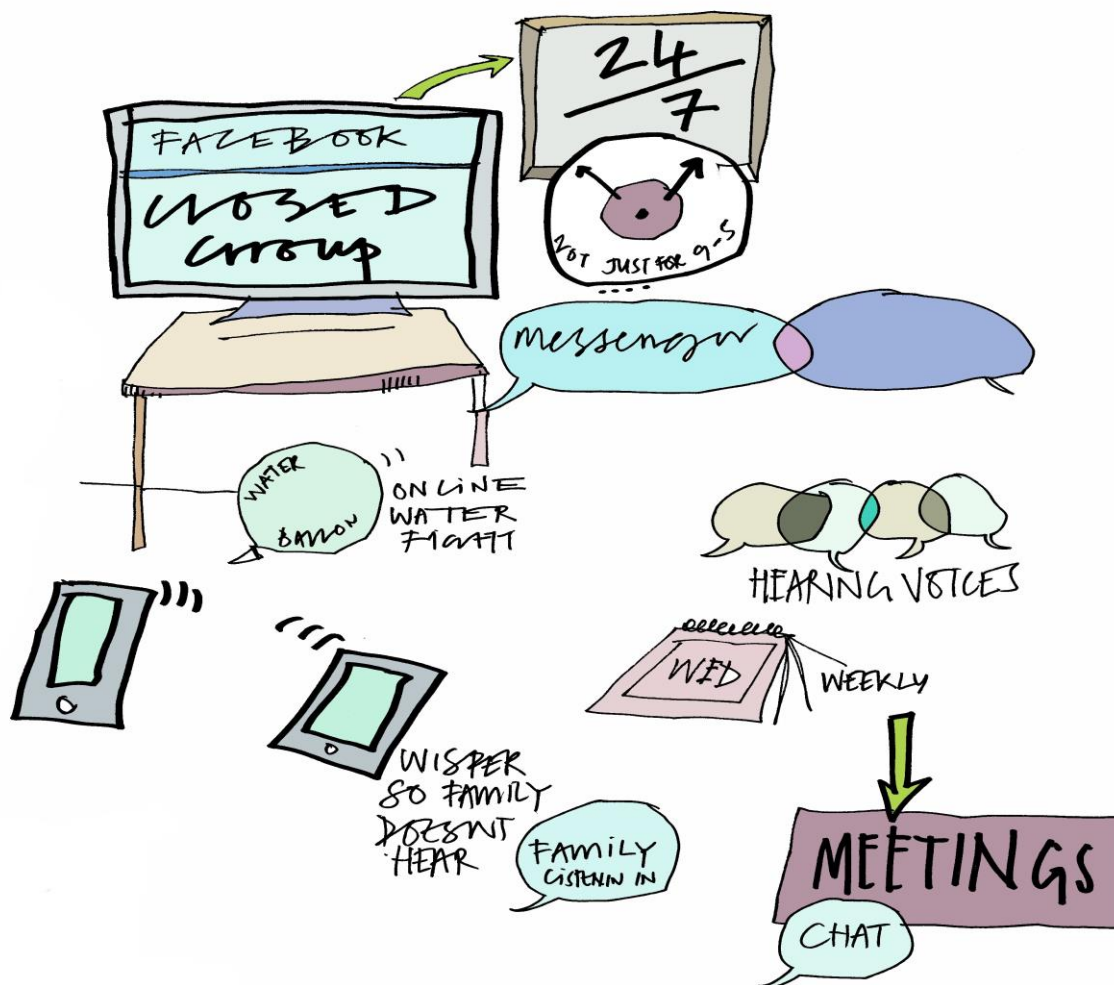 24
7
FACEBOOK
CLOSED
GROUP
NOT JUST FOR 9-5
messenger
WATER
BALLON
ONLINE
WATER
FIGHT
HEARING VOICES
WED
WEEKLY
WISPER
SO FAMILY
DOESNT
HEAR
FAMILY
LISTENIN IN
MEETINGS
CHAT